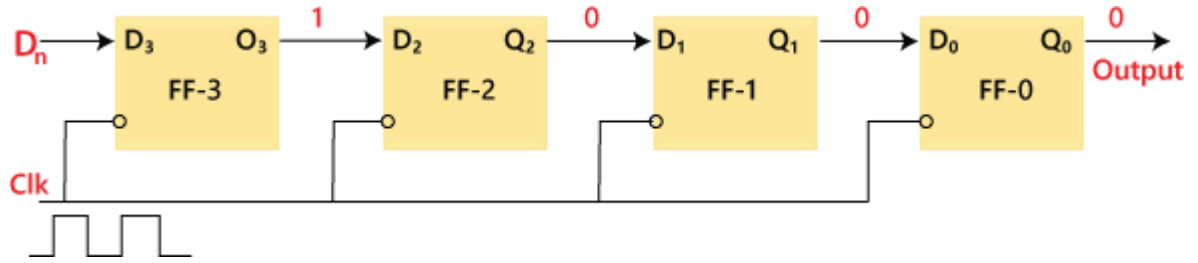 1 0 0 0
Dₙ D₃ O₃ D₂ Q₂ D₁ Q₁ D₀ Q₀
Output
FF-3 FF-2 FF-1 FF-0
Clk